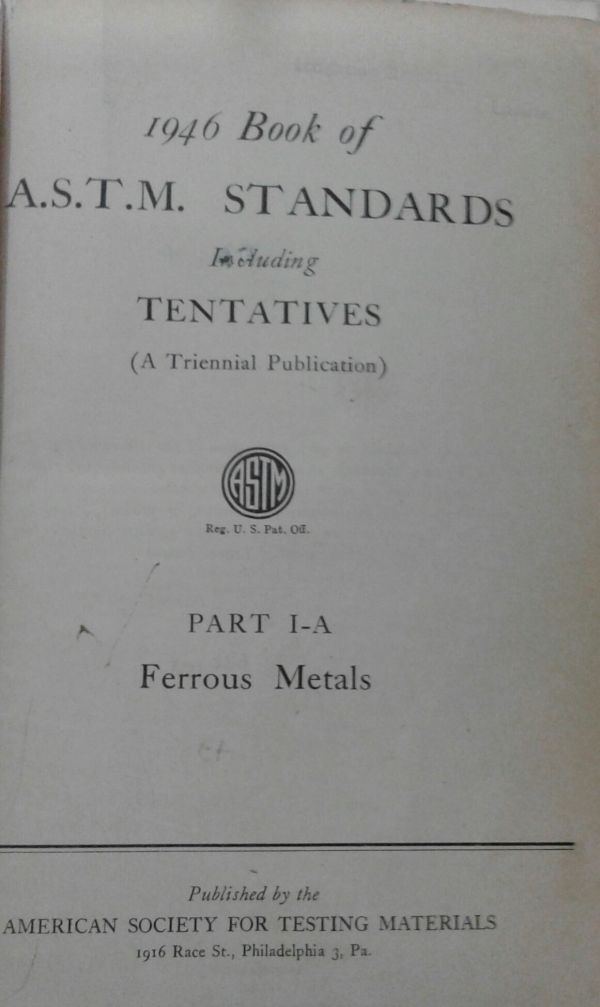 1946 Book of
A.S.T.M. STANDARDS
Including
TENTATIVES
(A Triennial Publication)
ASTM
Reg. U. S. Pat. Off.
PART I-A
Ferrous Metals
Published by the
AMERICAN SOCIETY FOR TESTING MATERIALS
1916 Race St., Philadelphia 3, Pa.